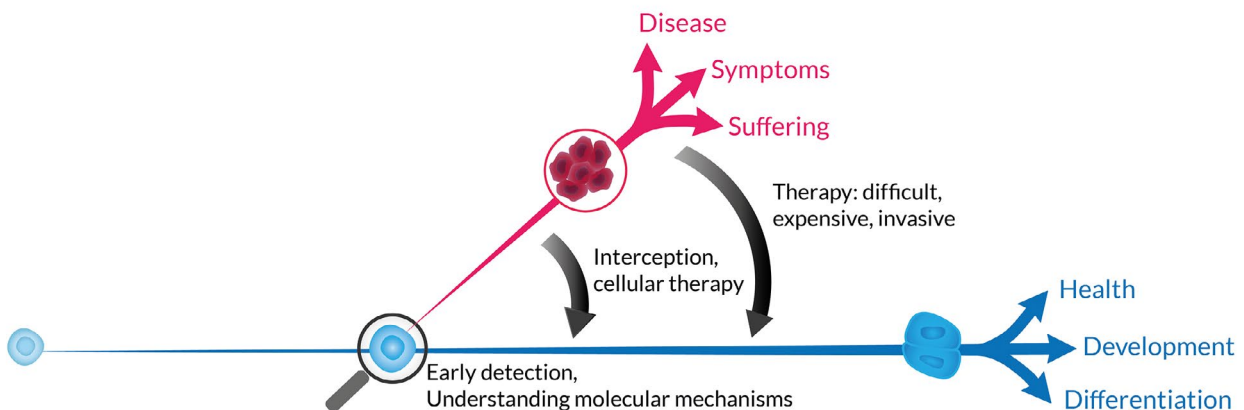 Disease
Symptoms
Suffering
Therapy: difficult,
expensive, invasive
Interception,
cellular therapy
Health
Development
Differentiation
Early detection,
Understanding molecular mechanisms